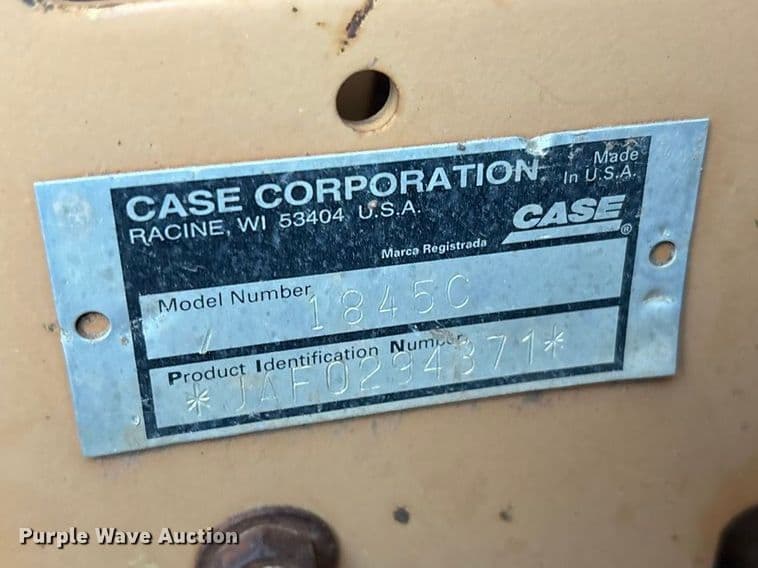 CASE CORPORATION
RACINE, WI 53404 U.S.A.
Made
In U.S.A.
CASE®
Marca Registrada
Model Number
1845C
Product Identification Number
*JAF0294371*
Purple Wave Auction